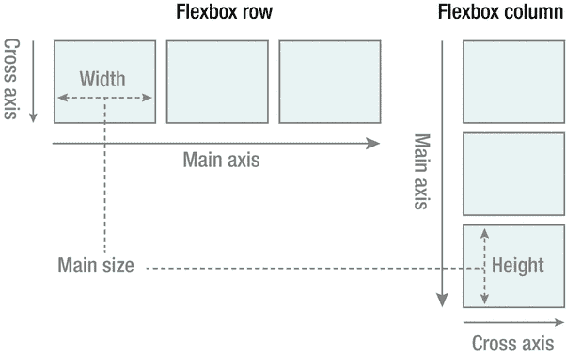 Flexbox row
Flexbox column
Cross axis
Width
Main axis
Main axis
Main size
Height
Cross axis